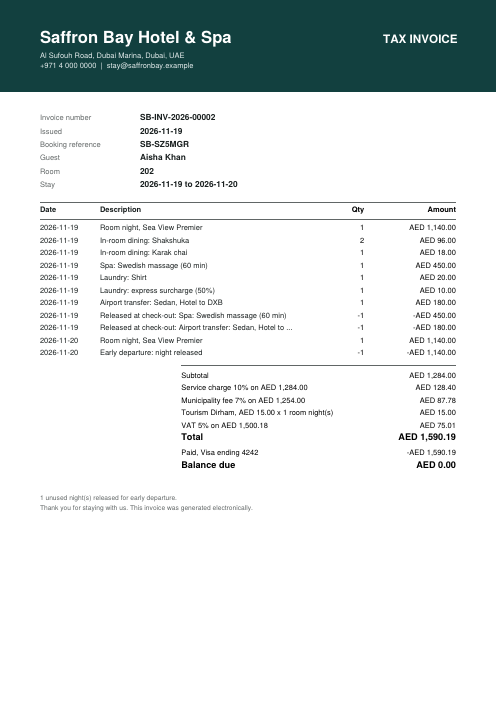 Saffron Bay Hotel & Spa
TAX INVOICE
Al Sufouh Road, Dubai Marina, Dubai, UAE
+971 4 000 0000 | stay@saffronbay.example
Invoice number SB-INV-2026-00002
Issued 2026-11-19
Booking reference SB-SZ5MGR
Guest Aisha Khan
Room 202
Stay 2026-11-19 to 2026-11-20
Date Description Qty Amount
2026-11-19 Room night, Sea View Premier 1 AED 1,140.00
2026-11-19 In-room dining: Shakshuka 2 AED 96.00
2026-11-19 In-room dining: Karak chai 1 AED 18.00
2026-11-19 Spa: Swedish massage (60 min) 1 AED 450.00
2026-11-19 Laundry: Shirt 1 AED 20.00
2026-11-19 Laundry: express surcharge (50%) 1 AED 10.00
2026-11-19 Airport transfer: Sedan, Hotel to DXB 1 AED 180.00
2026-11-19 Released at check-out: Spa: Swedish massage (60 min) -1 -AED 450.00
2026-11-19 Released at check-out: Airport transfer: Sedan, Hotel to ... -1 -AED 180.00
2026-11-20 Room night, Sea View Premier 1 AED 1,140.00
2026-11-20 Early departure: night released -1 -AED 1,140.00
Subtotal AED 1,284.00
Service charge 10% on AED 1,284.00 AED 128.40
Municipality fee 7% on AED 1,254.00 AED 87.78
Tourism Dirham, AED 15.00 x 1 room night(s) AED 15.00
VAT 5% on AED 1,500.18 AED 75.01
Total AED 1,590.19
Paid, Visa ending 4242 -AED 1,590.19
Balance due AED 0.00
1 unused night(s) released for early departure.
Thank you for staying with us. This invoice was generated electronically.